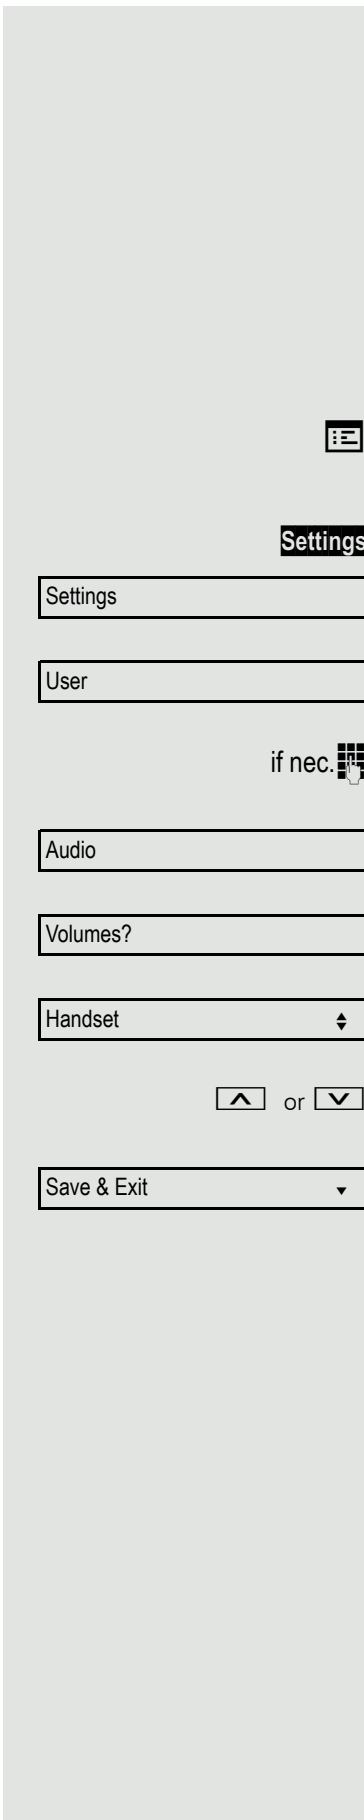 Settings
Settings
User
if nec.
Audio
Volumes?
Handset
or
Save & Exit